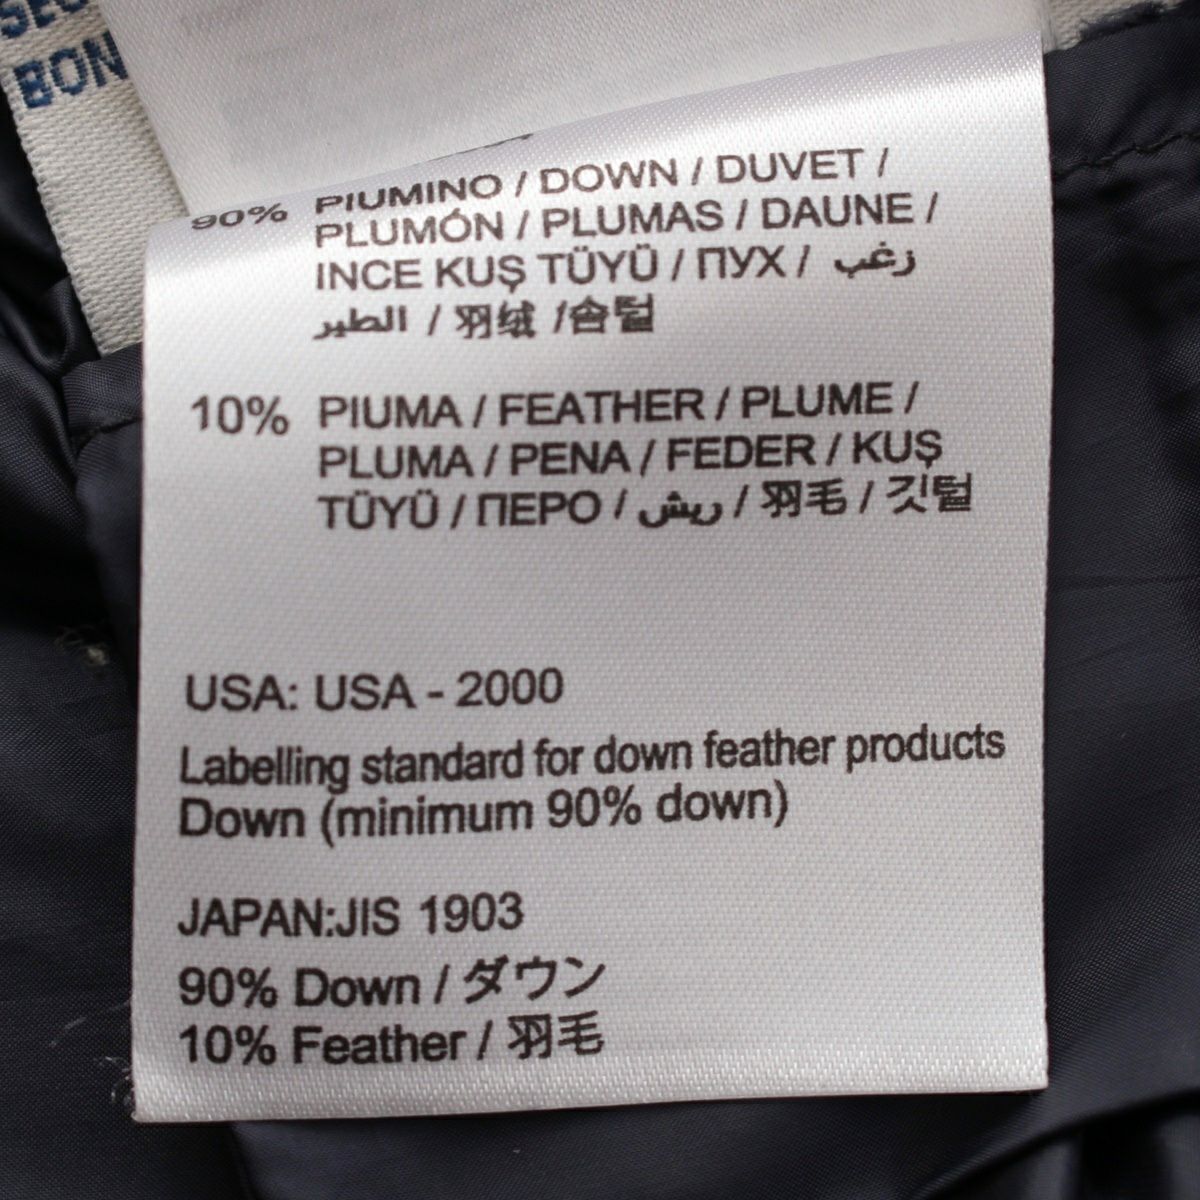 BON
90% PIUMINO / DOWN / DUVET /
PLUMÓN / PLUMAS / DAUNE /
INCE KUŞ TÜYÜ / ПУХ / زغب
الطير / 羽绒 /솜털
10% PIUMA / FEATHER / PLUME /
PLUMA / PENA / FEDER / KUŞ
TÜYÜ / ПЕРО / ريش / 羽毛 / 깃털
USA: USA - 2000
Labelling standard for down feather products
Down (minimum 90% down)
JAPAN:JIS 1903
90% Down / ダウン
10% Feather / 羽毛